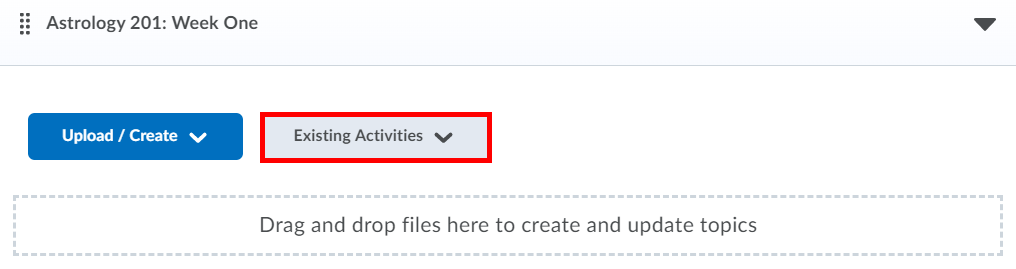 Astrology 201: Week One
Upload / Create
Existing Activities
Drag and drop files here to create and update topics